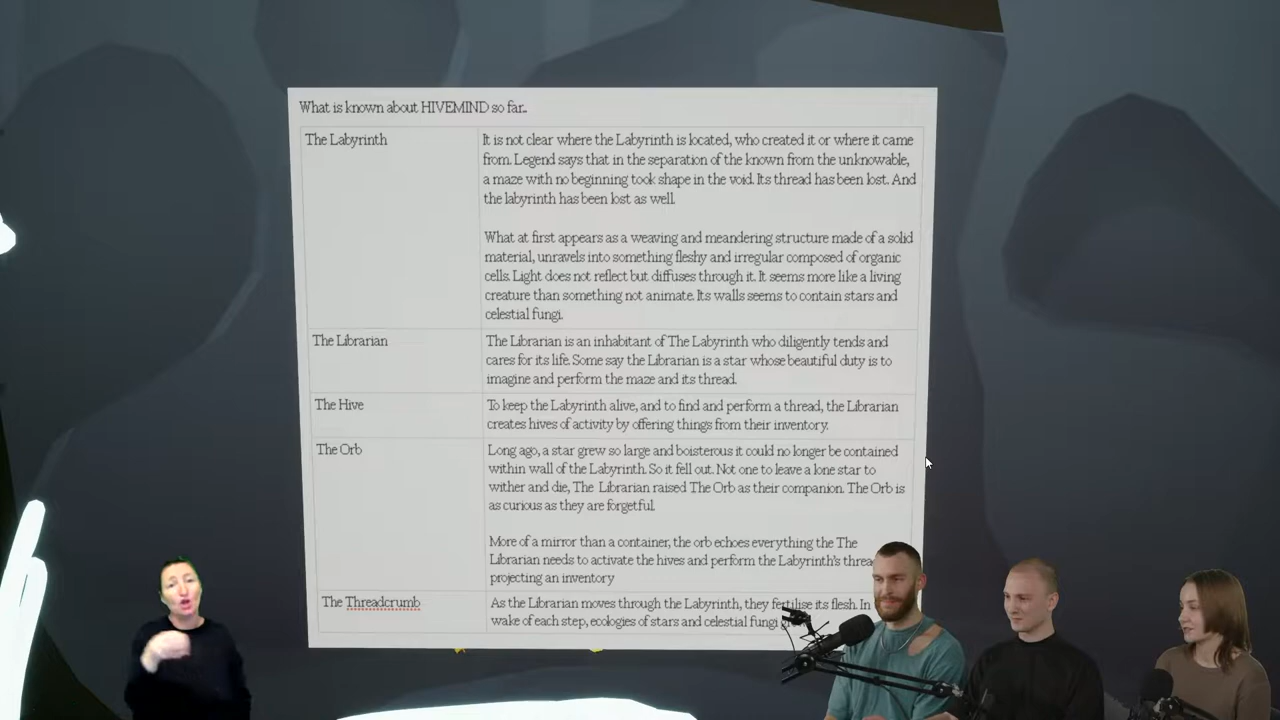 What is known about HIVEMIND so far..
The Labyrinth
It is not clear where the Labyrinth is located, who created it or where it came
from. Legend says that in the separation of the known from the unknowable,
a maze with no beginning took shape in the void. Its thread has been lost. And
the labyrinth has been lost as well.
What at first appears as a weaving and meandering structure made of a solid
material, unravels into something fleshy and irregular composed of organic
cells. Light does not reflect but diffuses through it. It seems more like a living
creature than something not animate. Its walls seems to contain stars and
celestial fungi.
The Librarian
The Librarian is an inhabitant of The Labyrinth who diligently tends and
cares for its life. Some say the Librarian is a star whose beautiful duty is to
imagine and perform the maze and its thread.
The Hive
To keep the Labyrinth alive, and to find and perform a thread, the Librarian
creates hives of activity by offering things from their inventory.
The Orb
Long ago, a star grew so large and boisterous it could no longer be contained
within wall of the Labyrinth. So it fell out. Not one to leave a lone star to
wither and die, The Librarian raised The Orb as their companion. The Orb is
as curious as they are forgetful.
More of a mirror than a container, the orb echoes everything the The
Librarian needs to activate the hives and perform the Labyrinth's
projecting an inventory
The Threadcrumb
As the Librarian moves through the Labyrinth, they fertilise its flesh. In
wake of each step, ecologies of stars and celestial fungi